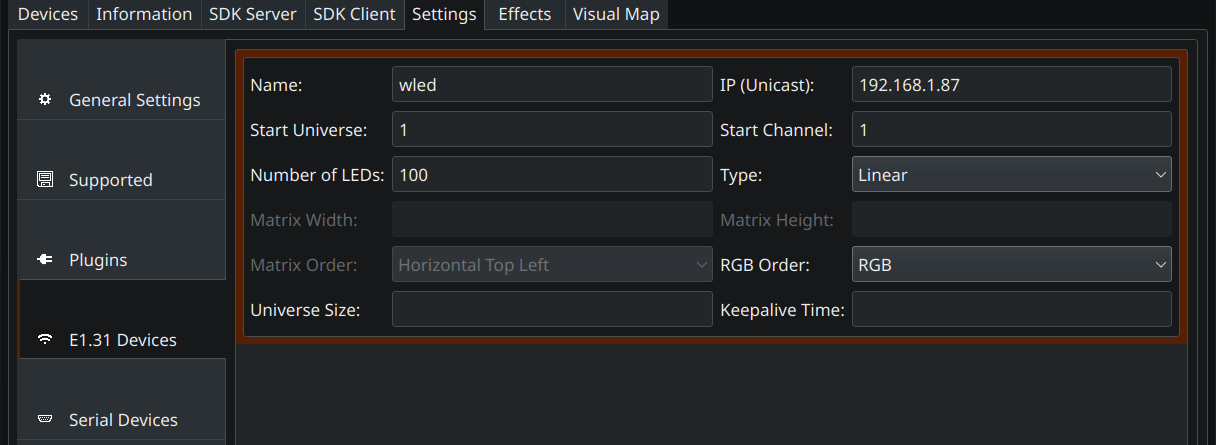 Devices Information SDK Server SDK Client Settings Effects Visual Map
General Settings
Supported
Plugins
E1.31 Devices
Serial Devices
Name: wled IP (Unicast): 192.168.1.87
Start Universe: 1 Start Channel: 1
Number of LEDs: 100 Type: Linear
Matrix Width: Matrix Height:
Matrix Order: Horizontal Top Left RGB Order: RGB
Universe Size: Keepalive Time: